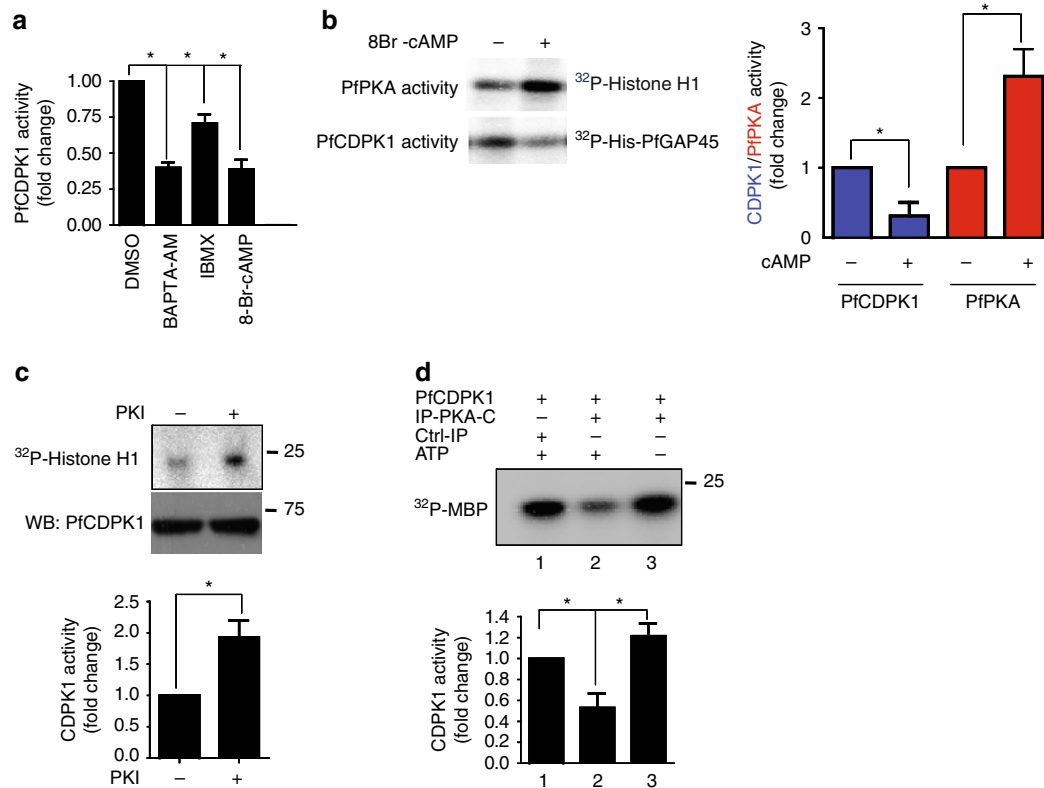 a
PfCDPK1 activity
(fold change)
1.00
0.75
0.50
0.25
0.00
* * *
DMSO
BAPTA-AM
IBMX
8-Br-cAMP
b
8Br -cAMP – +
PfPKA activity
32P-Histone H1
PfCDPK1 activity
32P-His-PfGAP45
CDPK1/PfPKA activity
(fold change)
3
2
1
0
*
*
cAMP – + – +
PfCDPK1 PfPKA
c
PKI – +
32P-Histone H1
25
WB: PfCDPK1
75
CDPK1 activity
(fold change)
2.5
2.0
1.5
1.0
0.5
0.0
*
PKI – +
d
PfCDPK1 + + +
IP-PKA-C – + +
Ctrl-IP + – –
ATP + + –
32P-MBP
25
1 2 3
CDPK1 activity
(fold change)
1.4
1.2
1.0
0.8
0.6
0.4
0.2
0.0
* *
1 2 3